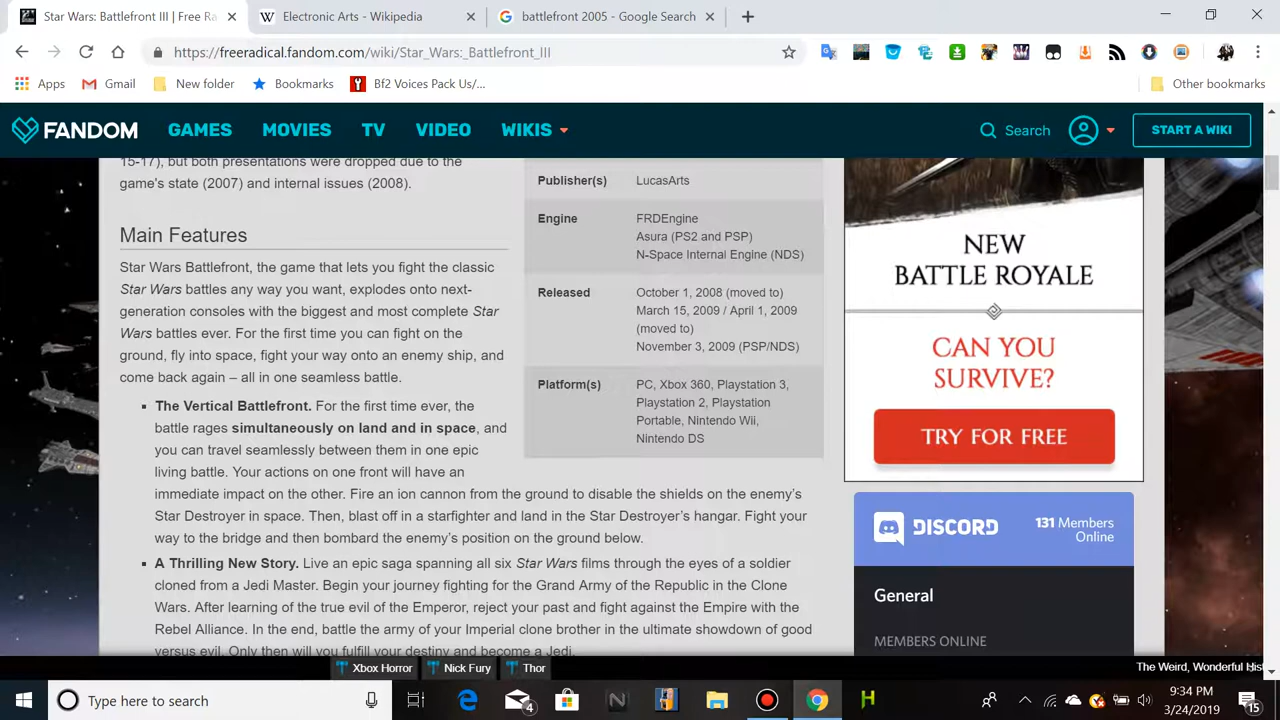 Star Wars: Battlefront III | Free Ra
Electronic Arts - Wikipedia
battlefront 2005 - Google Search
https://freeradical.fandom.com/wiki/Star_Wars:_Battlefront_III
Apps
Gmail
New folder
Bookmarks
Bf2 Voices Pack Us/...
Other bookmarks
FANDOM
GAMES
MOVIES
TV
VIDEO
WIKIS
Search
START A WIKI
15-17), but both presentations were dropped due to the
game's state (2007) and internal issues (2008).
Main Features
Star Wars Battlefront, the game that lets you fight the classic
Star Wars battles any way you want, explodes onto next-
generation consoles with the biggest and most complete Star
Wars battles ever. For the first time you can fight on the
ground, fly into space, fight your way onto an enemy ship, and
come back again – all in one seamless battle.
The Vertical Battlefront. For the first time ever, the
battle rages simultaneously on land and in space, and
you can travel seamlessly between them in one epic
living battle. Your actions on one front will have an
immediate impact on the other. Fire an ion cannon from the ground to disable the shields on the enemy's
Star Destroyer in space. Then, blast off in a starfighter and land in the Star Destroyer's hangar. Fight your
way to the bridge and then bombard the enemy's position on the ground below.
A Thrilling New Story. Live an epic saga spanning all six Star Wars films through the eyes of a soldier
cloned from a Jedi Master. Begin your journey fighting for the Grand Army of the Republic in the Clone
Wars. After learning of the true evil of the Emperor, reject your past and fight against the Empire with the
Rebel Alliance. In the end, battle the army of your Imperial clone brother in the ultimate showdown of good
versus evil. Only then will you fulfill your destiny and become a Jedi.
Publisher(s)
LucasArts
Engine
FRDEngine
Asura (PS2 and PSP)
N-Space Internal Engine (NDS)
Released
October 1, 2008 (moved to)
March 15, 2009 / April 1, 2009
(moved to)
November 3, 2009 (PSP/NDS)
Platform(s)
PC, Xbox 360, Playstation 3,
Playstation 2, Playstation
Portable, Nintendo Wii,
Nintendo DS
NEW
BATTLE ROYALE
CAN YOU
SURVIVE?
TRY FOR FREE
DISCORD
131 Members
Online
General
MEMBERS ONLINE
Xbox Horror
Nick Fury
Thor
The Weird, Wonderful Hist
Type here to search
4
9:34 PM
3/24/2019
15